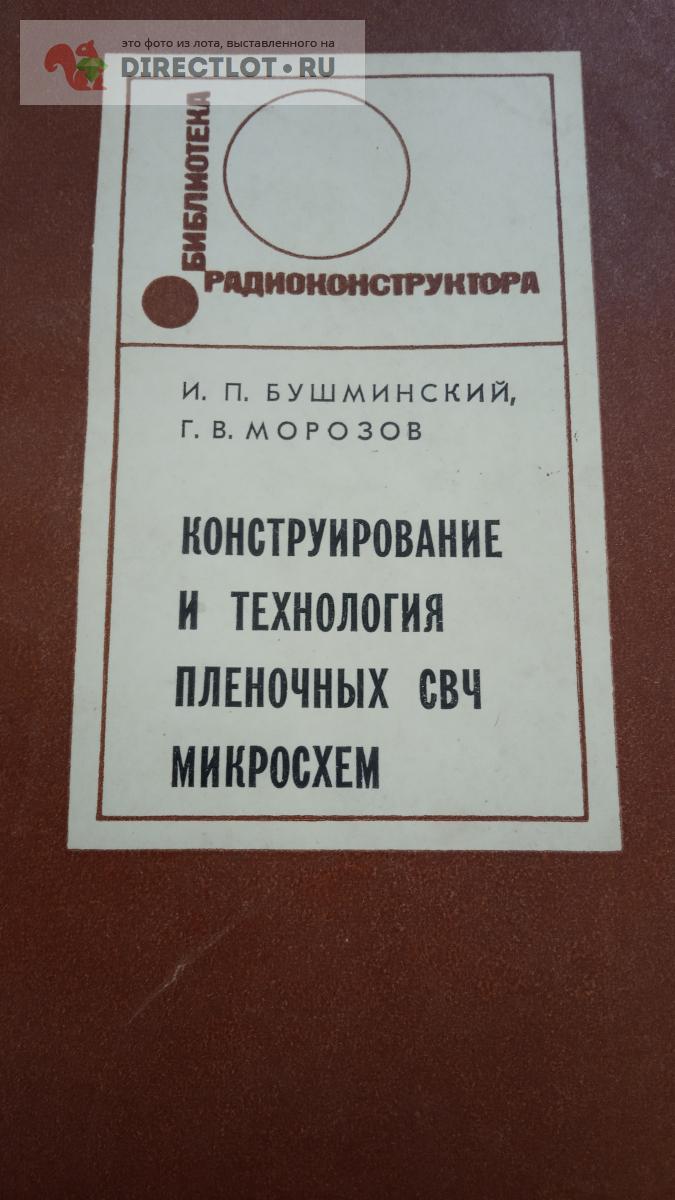 это фото из лота, выставленного на
DIRECTLOT.RU
БИБЛИОТЕКА
РАДИОКОНСТРУКТОРА
И. П. БУШМИНСКИЙ,
Г. В. МОРОЗОВ
КОНСТРУИРОВАНИЕ
И ТЕХНОЛОГИЯ
ПЛЕНОЧНЫХ СВЧ
МИКРОСХЕМ